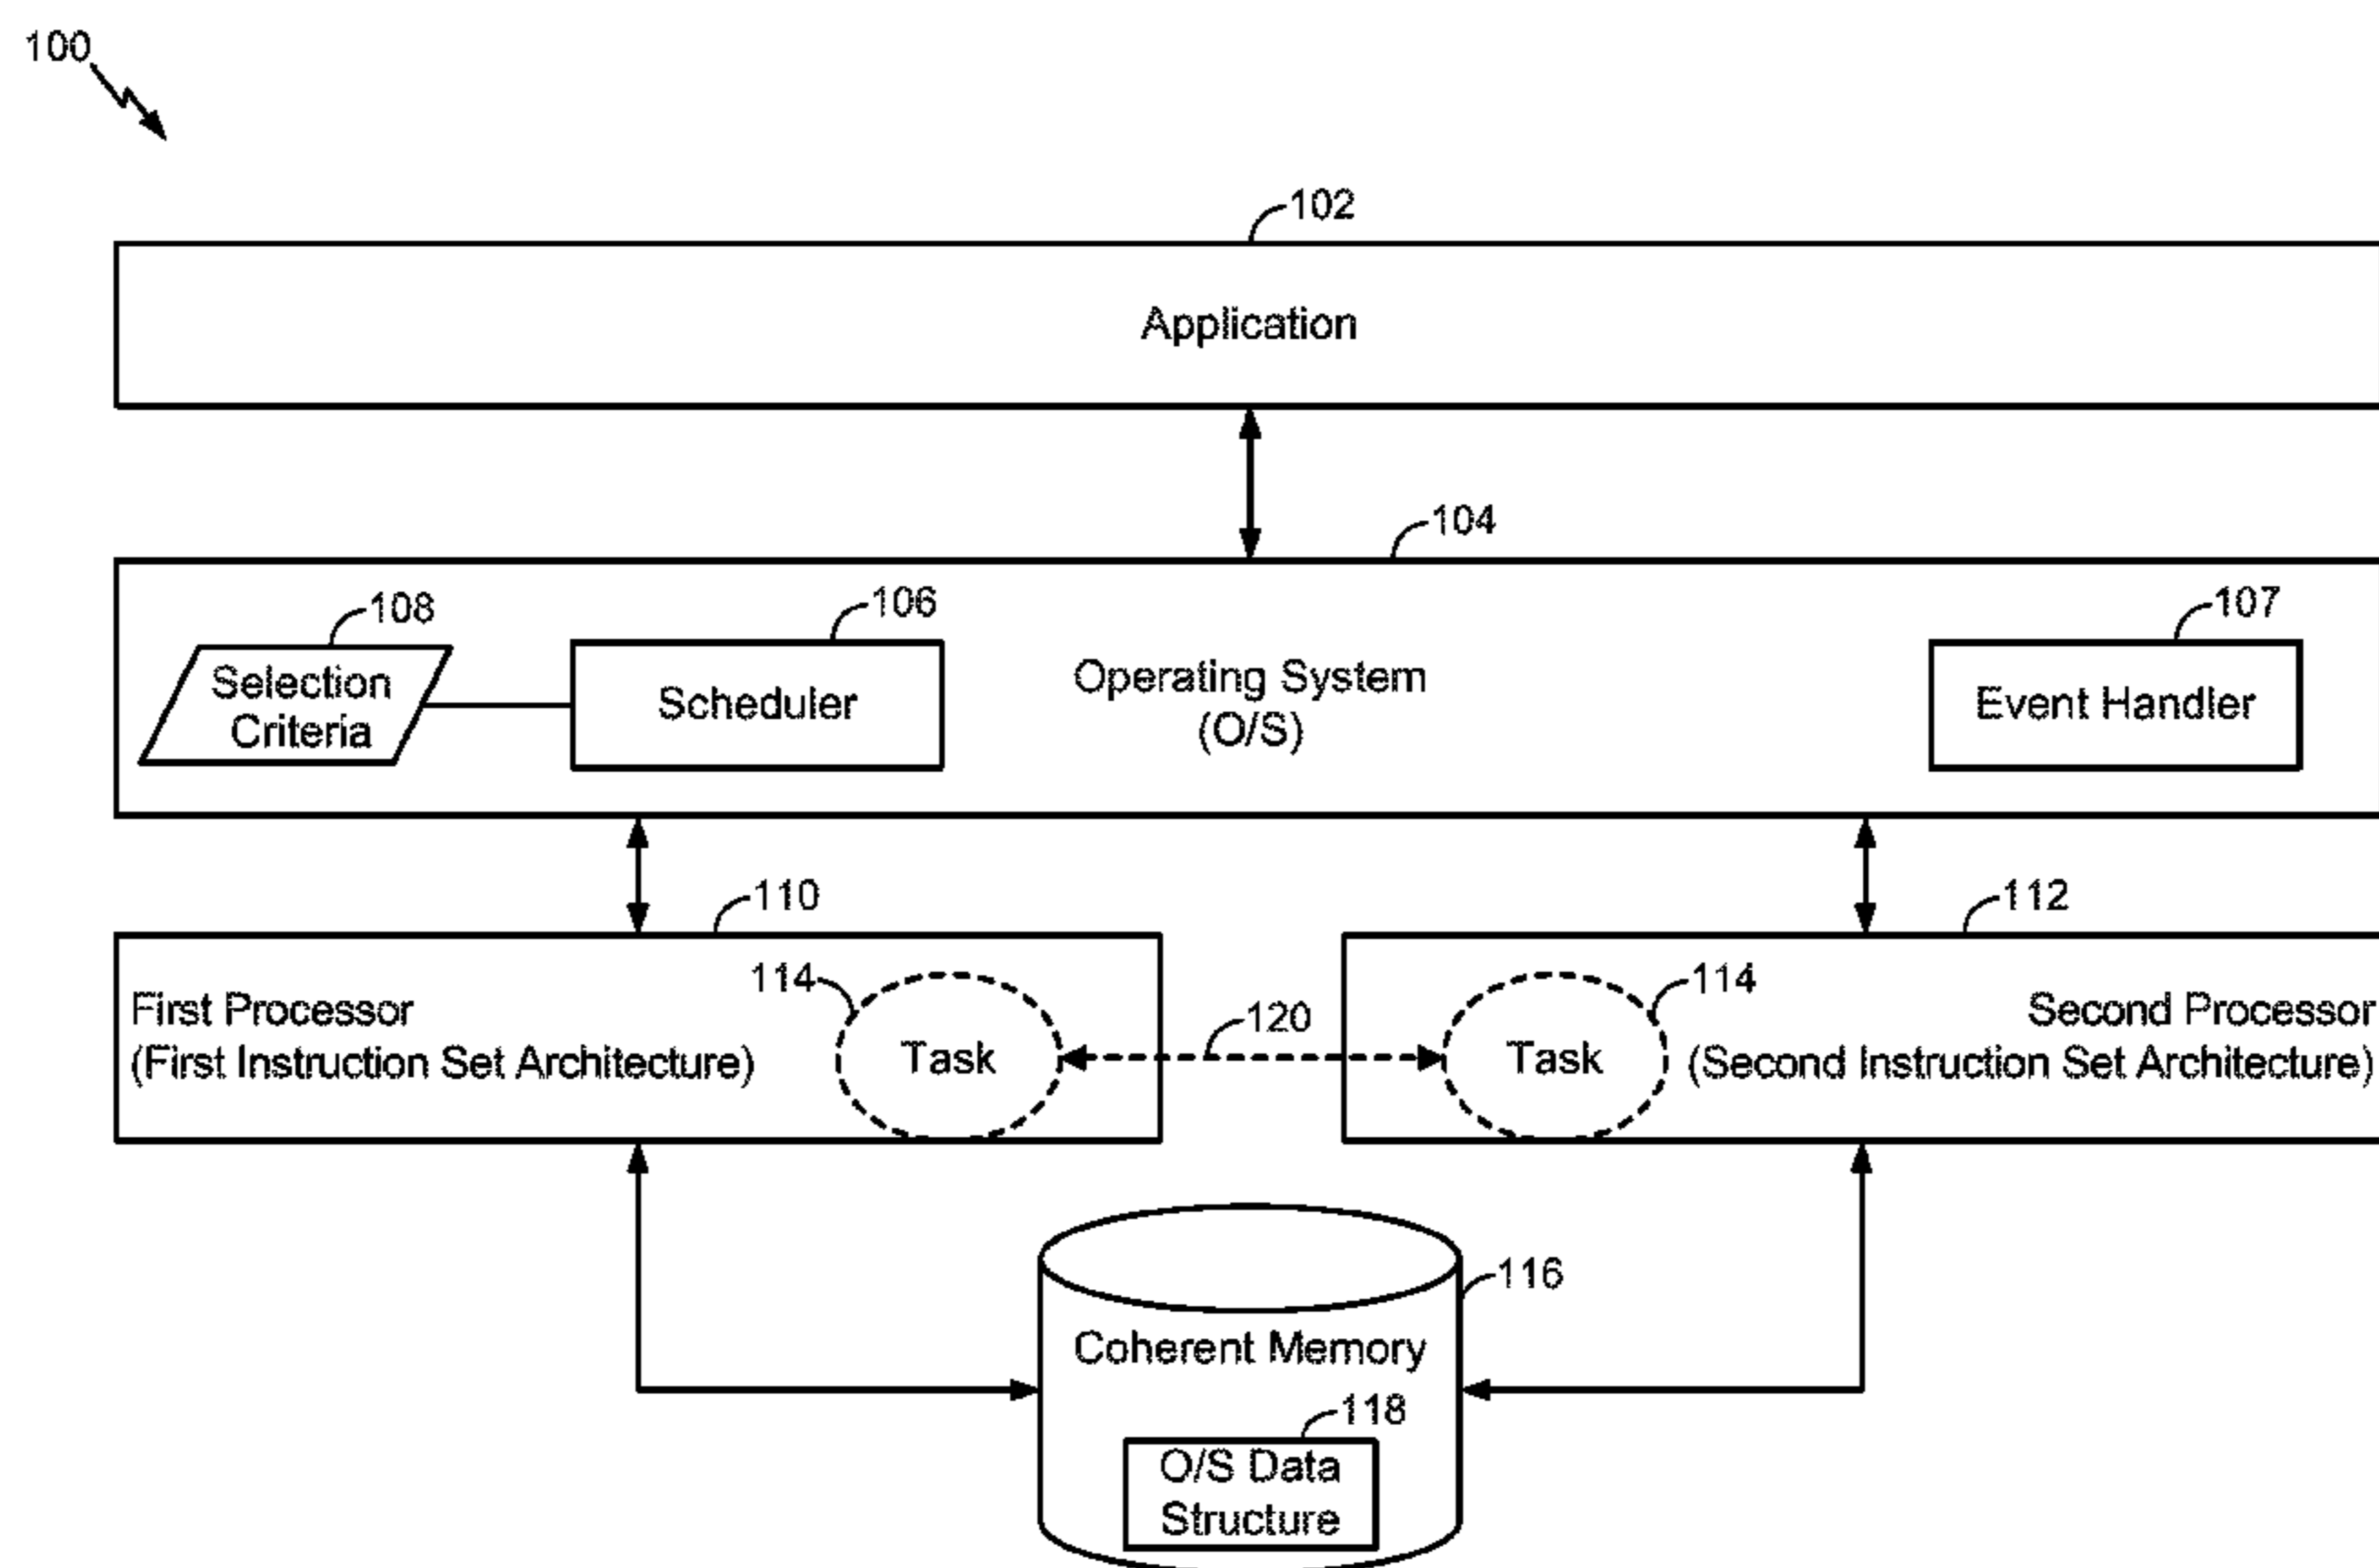 100
102
Application
104
108
106
107
Selection
Criteria
Scheduler
Operating System
(O/S)
Event Handler
110
112
114
114
First Processor
(First Instruction Set Architecture)
Task
120
Task
Second Processor
(Second Instruction Set Architecture)
116
Coherent Memory
118
O/S Data
Structure